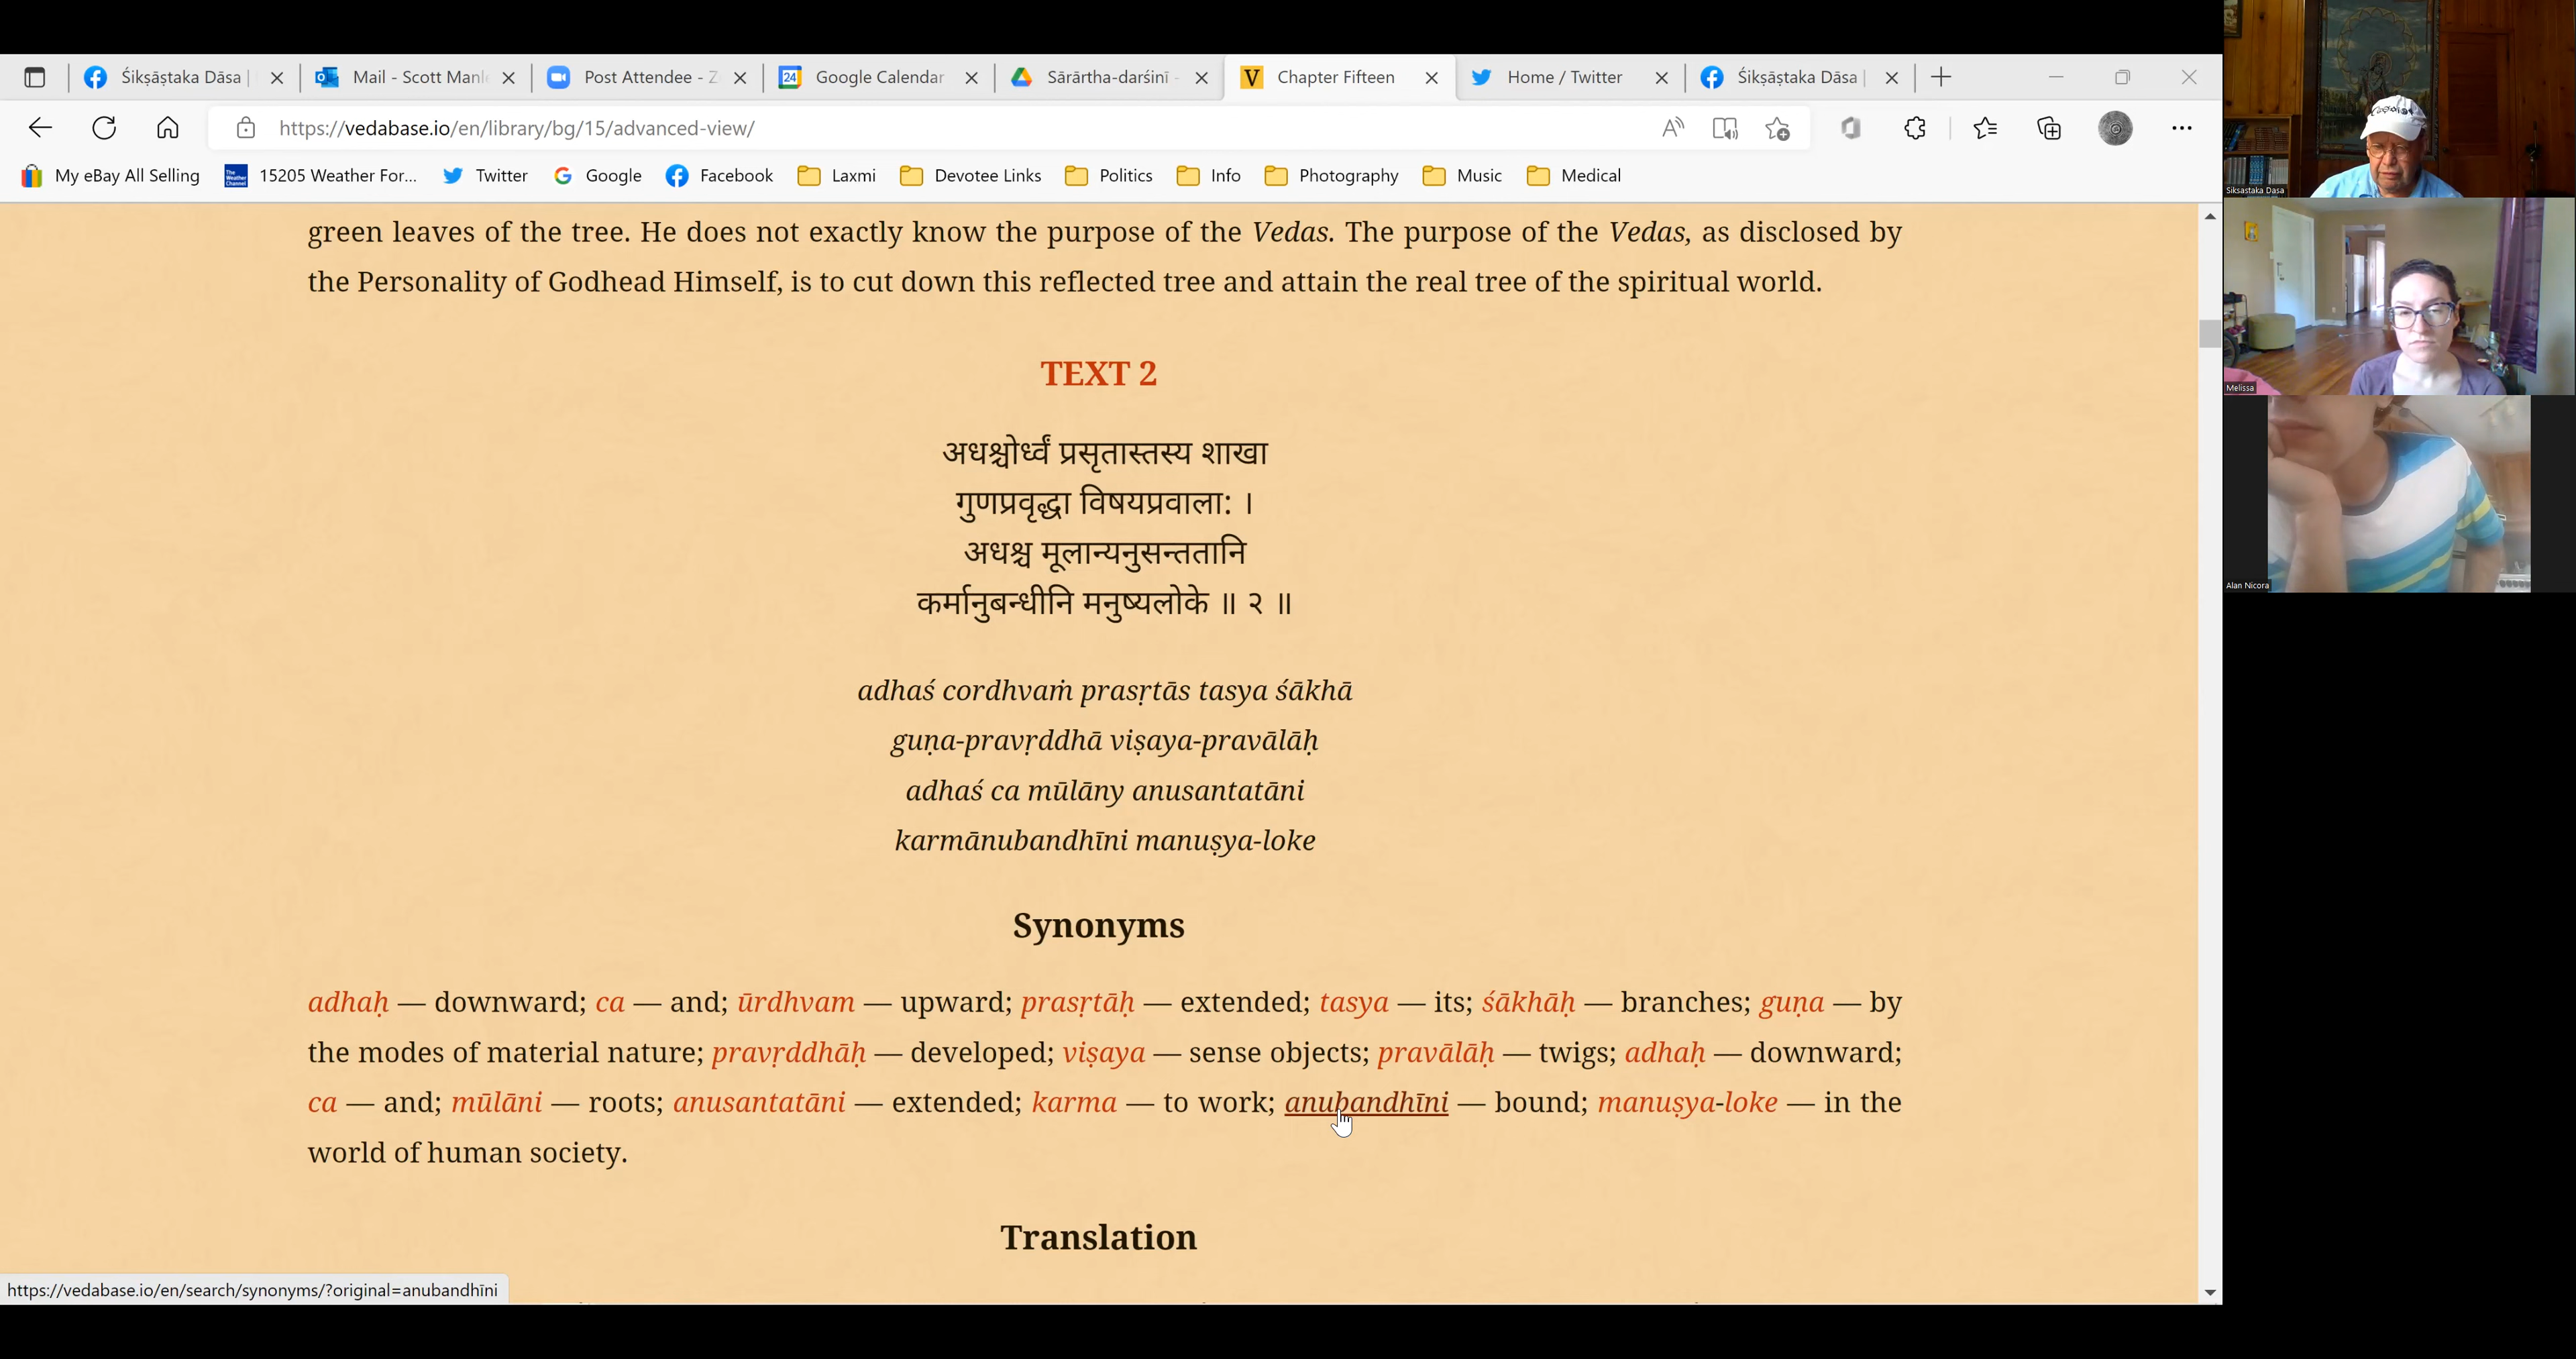 Śikṣāṣṭaka Dāsa |
Mail - Scott Manl
Post Attendee - Z
24
Google Calendar
Sārārtha-darśinī -
V
Chapter Fifteen
Home / Twitter
Śikṣāṣṭaka Dāsa |
https://vedabase.io/en/library/bg/15/advanced-view/
My eBay All Selling
The Weather Channel
15205 Weather For...
Twitter
Google
Facebook
Laxmi
Devotee Links
Politics
Info
Photography
Music
Medical
green leaves of the tree. He does not exactly know the purpose of the Vedas. The purpose of the Vedas, as disclosed by
the Personality of Godhead Himself, is to cut down this reflected tree and attain the real tree of the spiritual world.
TEXT 2
अधश्चोर्ध्वं प्रसृतास्तस्य शाखा
गुणप्रवृद्धा विषयप्रवाला: ।
अधश्च मूलान्यनुसन्ततानि
कर्मानुबन्धीनि मनुष्यलोके ॥ २ ॥
adhaś cordhvaṁ prasṛtās tasya śākhā
guṇa-pravṛddhā viṣaya-pravālāḥ
adhaś ca mūlāny anusantatāni
karmānubandhīni manuṣya-loke
Synonyms
adhaḥ — downward; ca — and; ūrdhvam — upward; prasṛtāḥ — extended; tasya — its; śākhāḥ — branches; guṇa — by
the modes of material nature; pravṛddhāḥ — developed; viṣaya — sense objects; pravālāḥ — twigs; adhaḥ — downward;
ca — and; mūlāni — roots; anusantatāni — extended; karma — to work; anubandhīni — bound; manuṣya-loke — in the
world of human society.
Translation
https://vedabase.io/en/search/synonyms/?original=anubandhīni
Siksastaka Dasa
Melissa
Alan Nicora